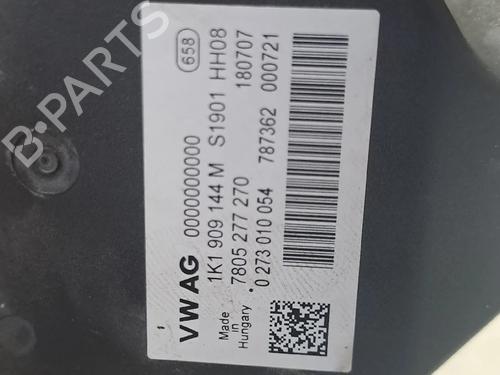 658
VW AG 0000000000
1K1 909 144 M S1901 HH08
7805 277 270 180707
0 273 010 054 787362 000721
Made
in
Hungary
1
B-PARTS